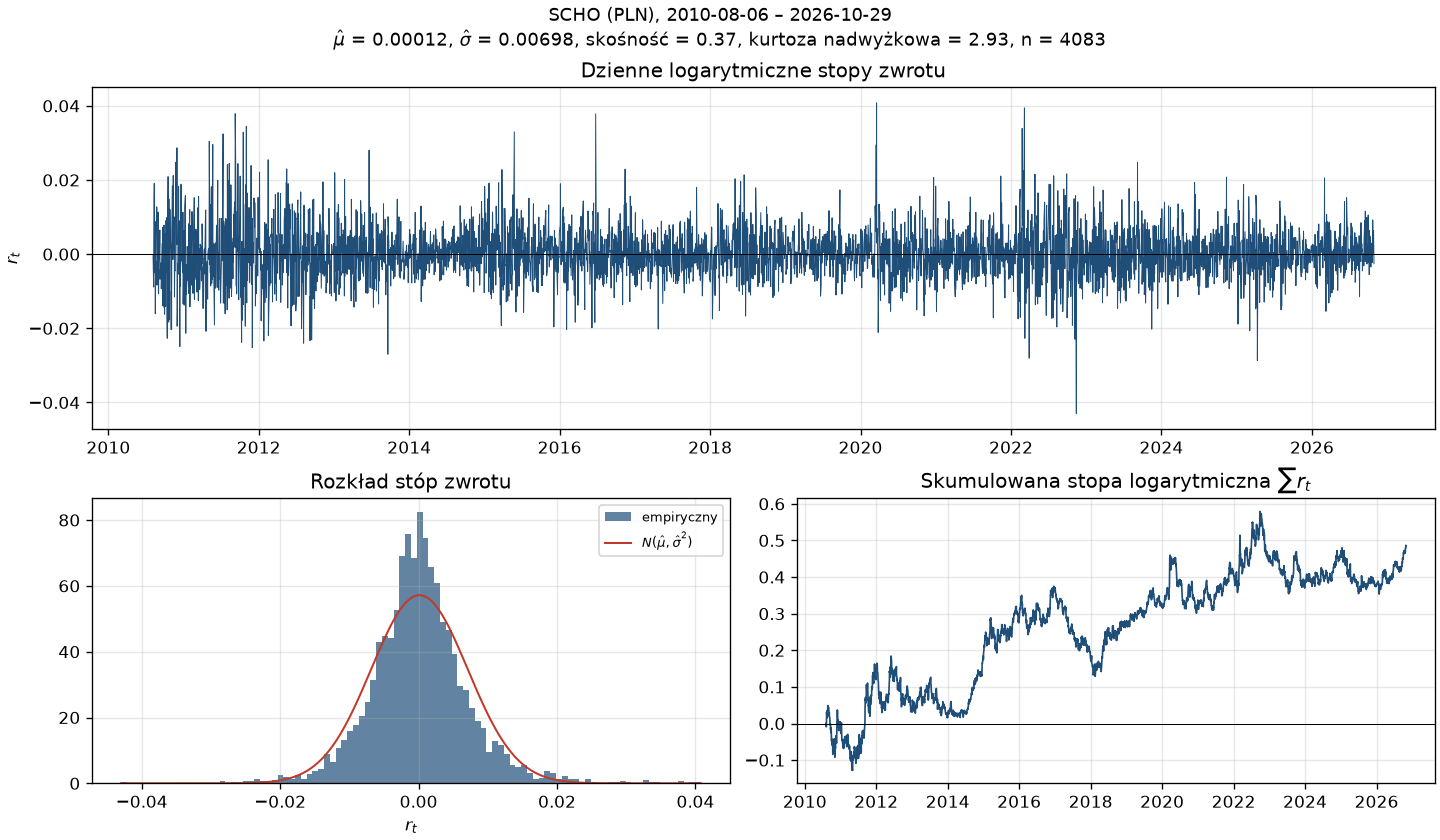 SCHO (PLN), 2010-08-06 – 2026-10-29
μ̂ = 0.00012, σ̂ = 0.00698, skośność = 0.37, kurtoza nadwyżkowa = 2.93, n = 4083
Dzienne logarytmiczne stopy zwrotu
0.04
0.02
0.00
−0.02
−0.04
r_t
2010 2012 2014 2016 2018 2020 2022 2024 2026
Rozkład stóp zwrotu
80
60
40
20
0
empiryczny
N(μ̂, σ̂²)
−0.04 −0.02 0.00 0.02 0.04
r_t
Skumulowana stopa logarytmiczna ∑r_t
0.6
0.5
0.4
0.3
0.2
0.1
0.0
−0.1
2010 2012 2014 2016 2018 2020 2022 2024 2026